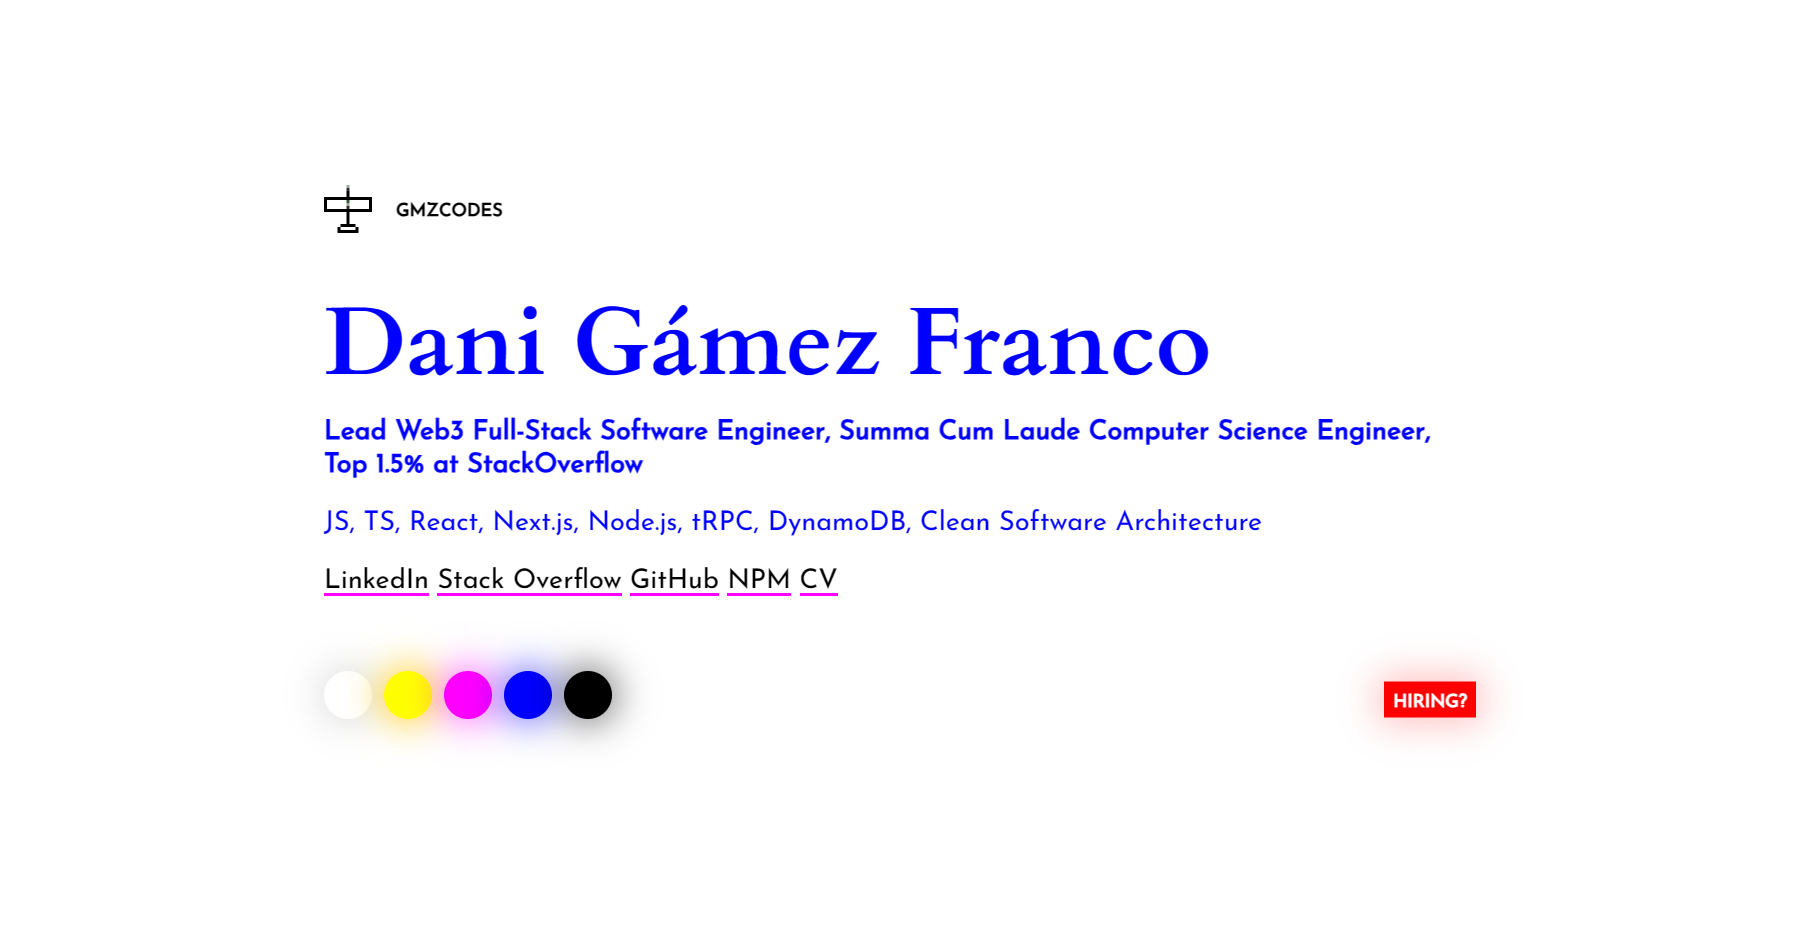 GMZCODES
Dani Gámez Franco
Lead Web3 Full-Stack Software Engineer, Summa Cum Laude Computer Science Engineer,
Top 1.5% at StackOverflow
JS, TS, React, Next.js, Node.js, tRPC, DynamoDB, Clean Software Architecture
LinkedIn Stack Overflow GitHub NPM CV
HIRING?